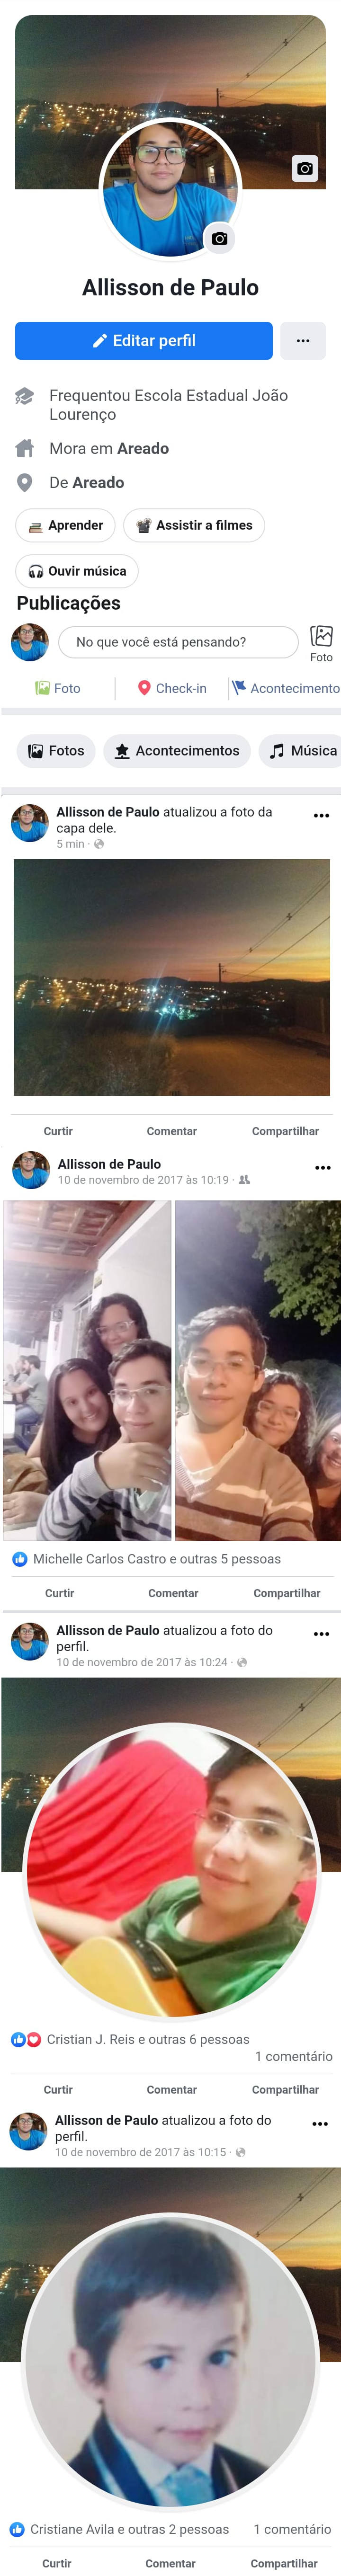 Allisson de Paulo
Editar perfil
Frequentou Escola Estadual João
Lourenço
Mora em Areado
De Areado
Aprender
Assistir a filmes
Ouvir música
Publicações
No que você está pensando?
Foto
Foto
Check-in
Acontecimento
Fotos
Acontecimentos
Música
Allisson de Paulo atualizou a foto da
capa dele.
5 min ·
Curtir Comentar Compartilhar
Allisson de Paulo
10 de novembro de 2017 às 10:19 ·
Michelle Carlos Castro e outras 5 pessoas
Curtir Comentar Compartilhar
Allisson de Paulo atualizou a foto do
perfil.
10 de novembro de 2017 às 10:24 ·
Cristian J. Reis e outras 6 pessoas
1 comentário
Curtir Comentar Compartilhar
Allisson de Paulo atualizou a foto do
perfil.
10 de novembro de 2017 às 10:15 ·
Cristiane Avila e outras 2 pessoas 1 comentário
Curtir Comentar Compartilhar